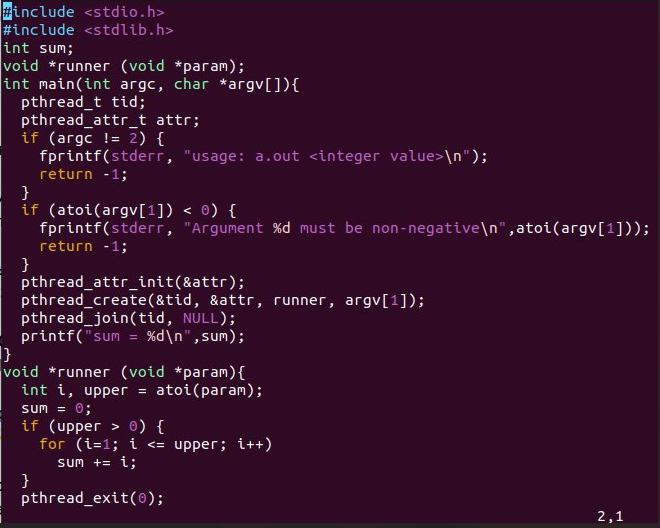 #include <stdio.h>
#include <stdlib.h>
int sum;
void *runner (void *param);
int main(int argc, char *argv[]){
  pthread_t tid;
  pthread_attr_t attr;
  if (argc != 2) {
    fprintf(stderr, "usage: a.out <integer value>\n");
    return -1;
  }
  if (atoi(argv[1]) < 0) {
    fprintf(stderr, "Argument %d must be non-negative\n",atoi(argv[1]));
    return -1;
  }
  pthread_attr_init(&attr);
  pthread_create(&tid, &attr, runner, argv[1]);
  pthread_join(tid, NULL);
  printf("sum = %d\n",sum);
}
void *runner (void *param){
  int i, upper = atoi(param);
  sum = 0;
  if (upper > 0) {
    for (i=1; i <= upper; i++)
      sum += i;
  }
  pthread_exit(0);
2,1